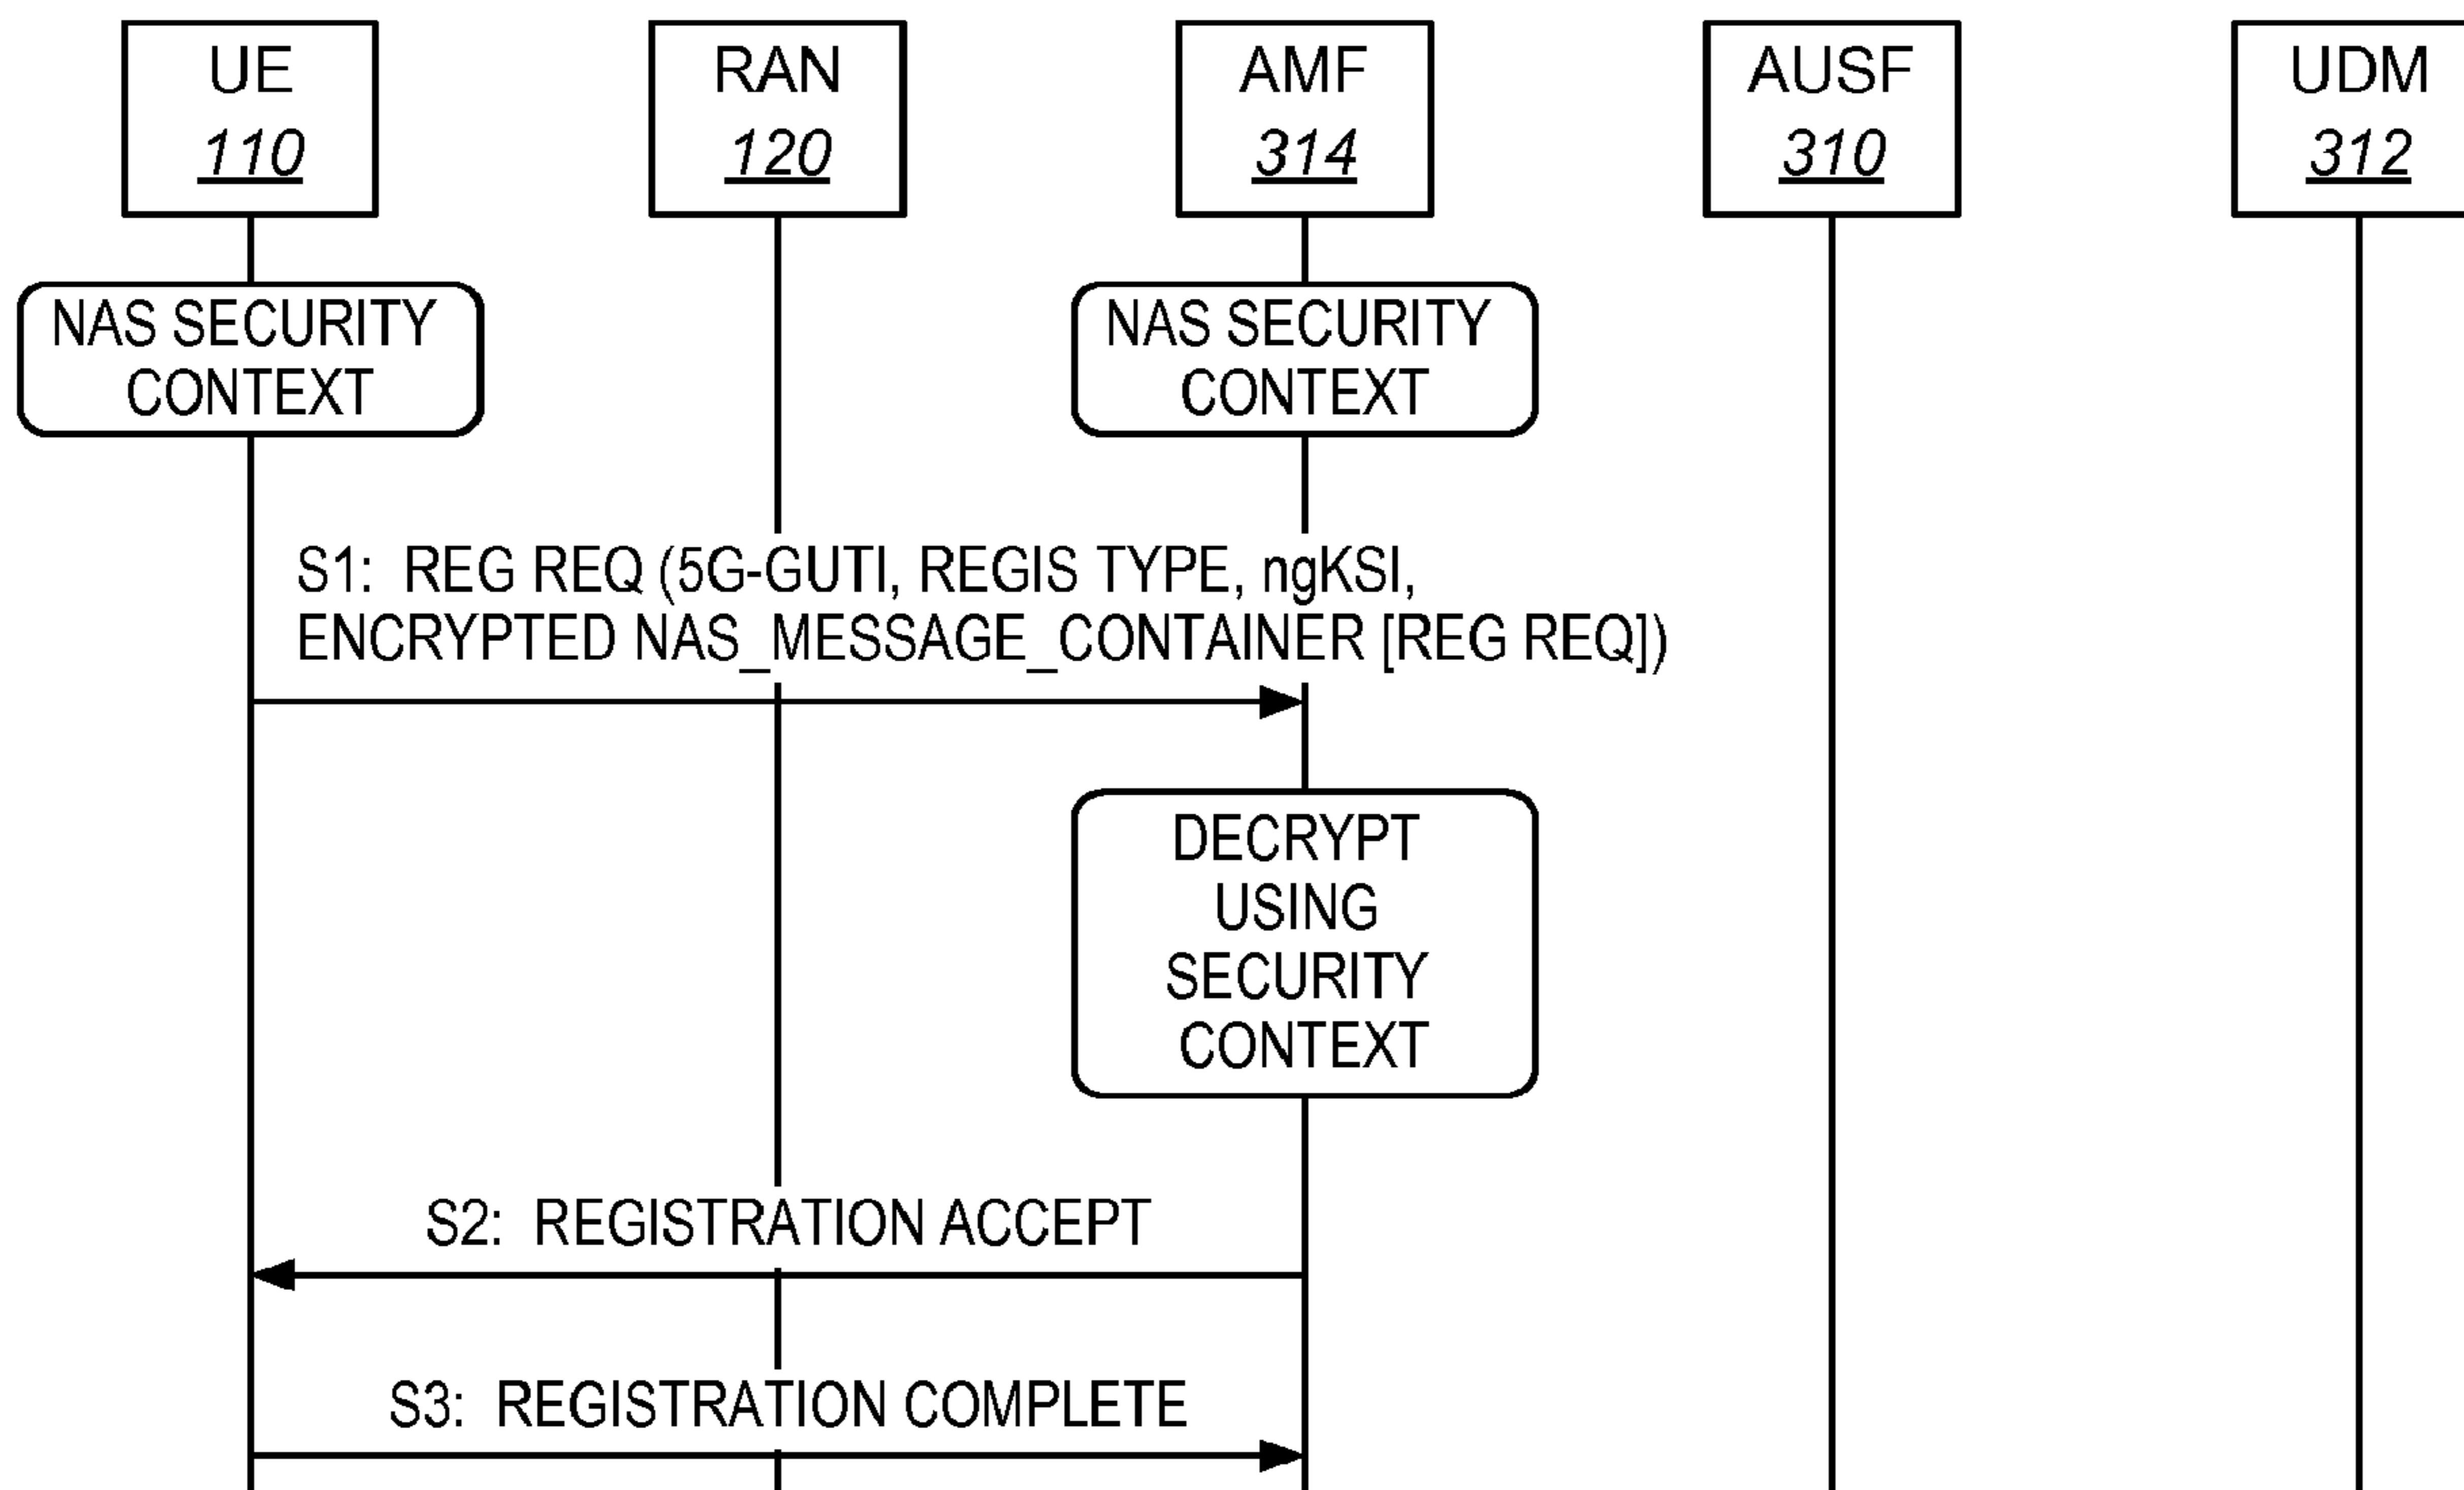 UE
110
RAN
120
AMF
314
AUSF
310
UDM
312
NAS SECURITY
CONTEXT
NAS SECURITY
CONTEXT
S1: REG REQ (5G-GUTI, REGIS TYPE, ngKSI,
ENCRYPTED NAS_MESSAGE_CONTAINER [REG REQ])
DECRYPT
USING
SECURITY
CONTEXT
S2: REGISTRATION ACCEPT
S3: REGISTRATION COMPLETE